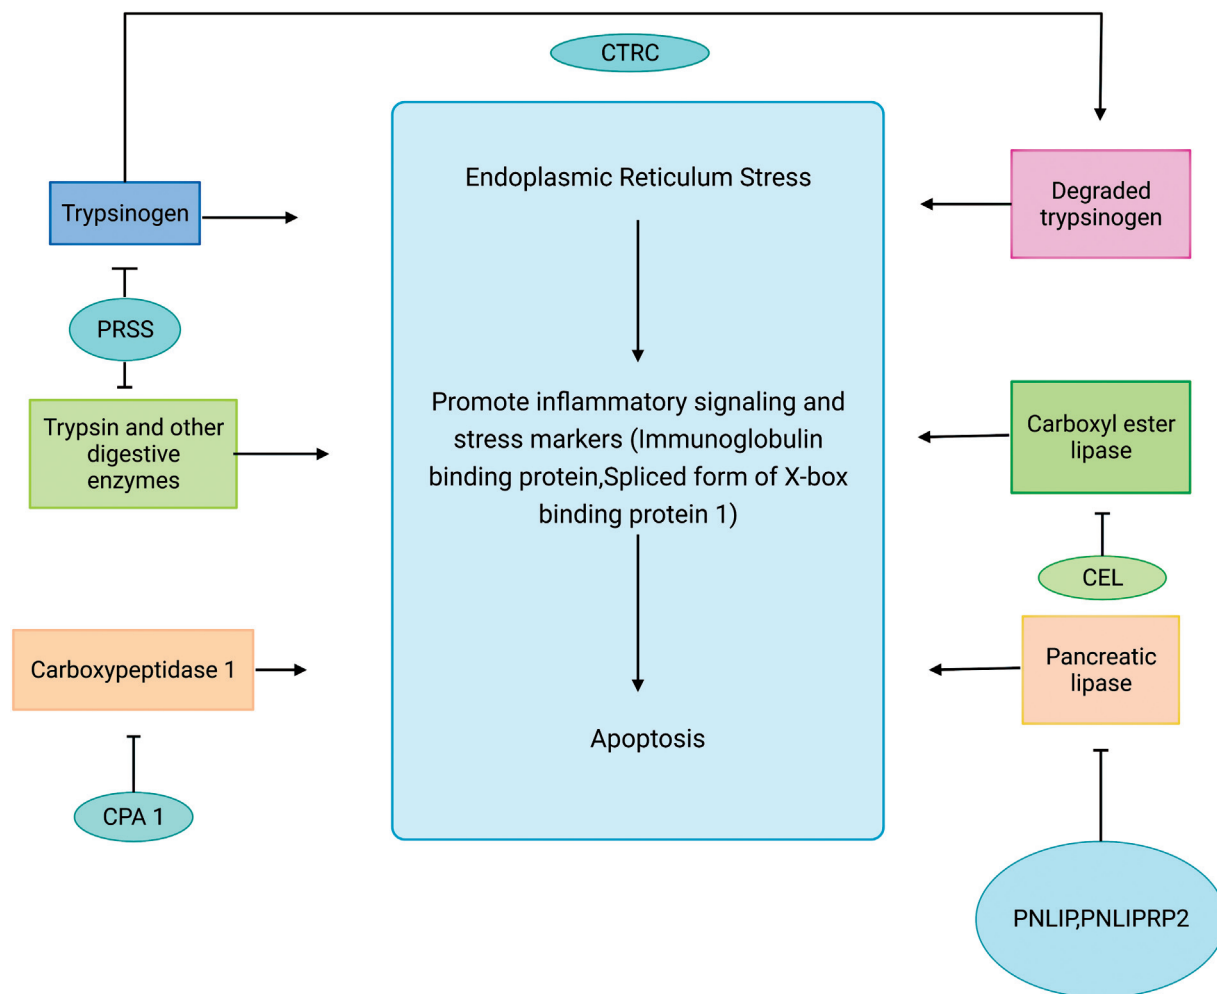 CTRC
Endoplasmic Reticulum Stress
Trypsinogen
Degraded
trypsinogen
PRSS
Promote inflammatory signaling and
stress markers (Immunoglobulin
binding protein,Spliced form of X-box
binding protein 1)
Trypsin and other
digestive
enzymes
Carboxyl ester
lipase
CEL
Carboxypeptidase 1
Pancreatic
lipase
Apoptosis
CPA 1
PNLIP,PNLIPRP2